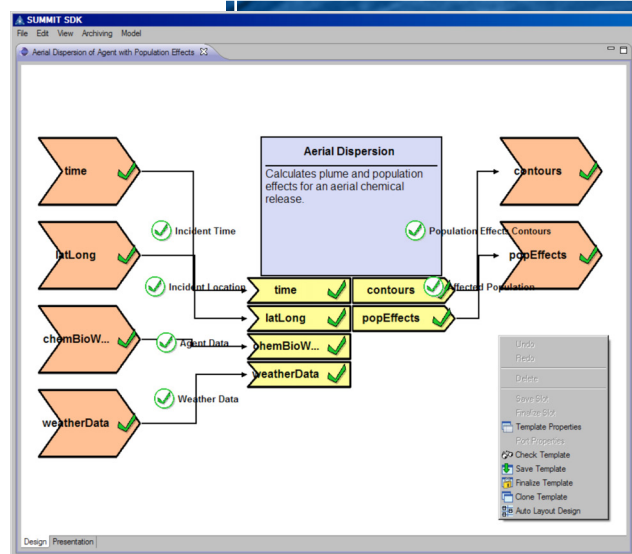 SUMMIT SDK
File Edit View Archiving Model
Aerial Dispersion of Agent with Population Effects
time
Aerial Dispersion
Calculates plume and population
effects for an aerial chemical
release.
contours
Incident Time
Population Effects Contours
latLong
popEffects
Incident Location
time
contours
Affected Population
latLong
popEffects
chemBioW...
Agent Data
chemBioW...
weatherData
Weather Data
weatherData
Undo
Redo
Delete
Save Slot
Finalize Slot
Template Properties
Port Properties
Check Template
Save Template
Finalize Template
Clone Template
Auto Layout Design
Design Presentation